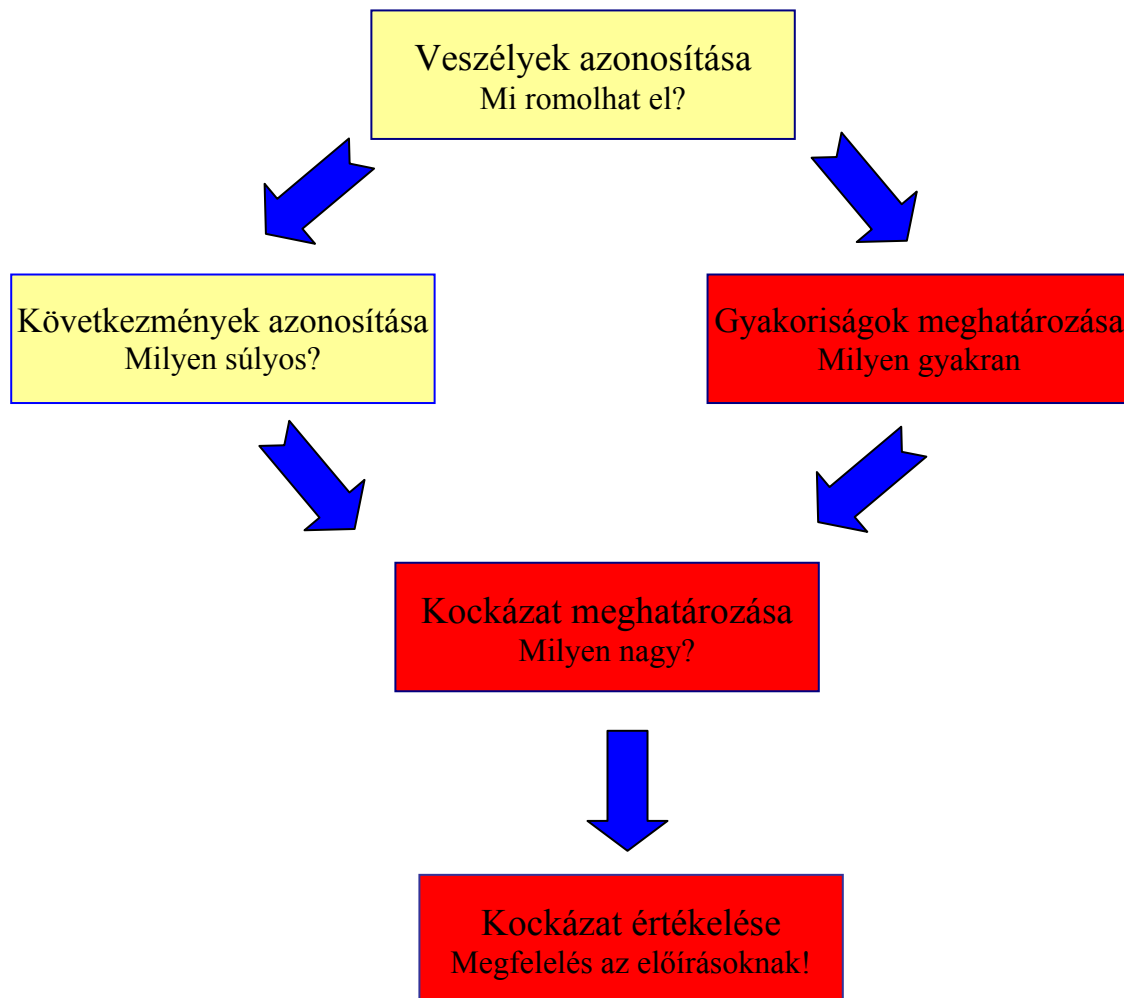 Veszélyek azonosítása
Mi romolhat el?
Következmények azonosítása
Milyen súlyos?
Gyakoriságok meghatározása
Milyen gyakran
Kockázat meghatározása
Milyen nagy?
Kockázat értékelése
Megfelelés az előírásoknak!